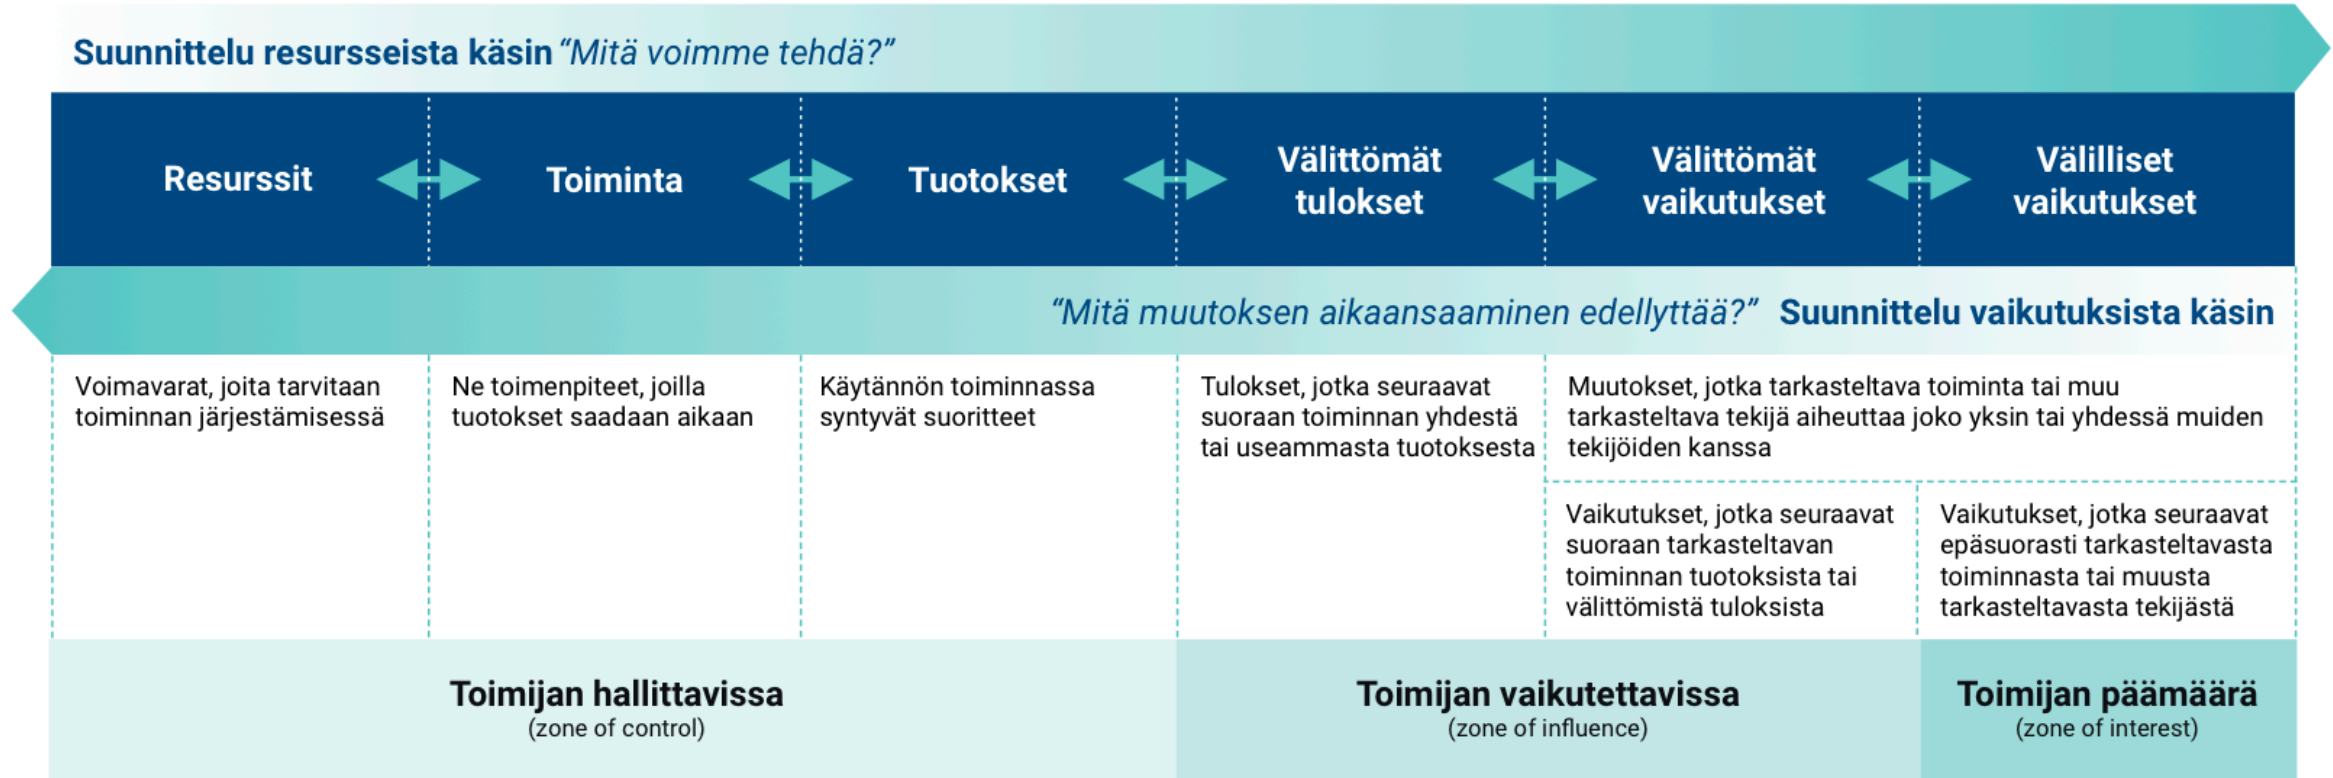 Suunnittelu resursseista käsin “Mitä voimme tehdä?”
Resurssit
Toiminta
Tuotokset
Välittömät
tulokset
Välittömät
vaikutukset
Välilliset
vaikutukset
“Mitä muutoksen aikaansaaminen edellyttää?” Suunnittelu vaikutuksista käsin
Voimavarat, joita tarvitaan
toiminnan järjestämisessä
Ne toimenpiteet, joilla
tuotokset saadaan aikaan
Käytännön toiminnassa
syntyvät suoritteet
Tulokset, jotka seuraavat
suoraan toiminnan yhdestä
tai useammasta tuotoksesta
Muutokset, jotka tarkasteltava toiminta tai muu
tarkasteltava tekijä aiheuttaa joko yksin tai yhdessä muiden
tekijöiden kanssa
Vaikutukset, jotka seuraavat
suoraan tarkasteltavan
toiminnan tuotoksista tai
välittömistä tuloksista
Vaikutukset, jotka seuraavat
epäsuorasti tarkasteltavasta
toiminnasta tai muusta
tarkasteltavasta tekijästä
Toimijan hallittavissa
(zone of control)
Toimijan vaikutettavissa
(zone of influence)
Toimijan päämäärä
(zone of interest)